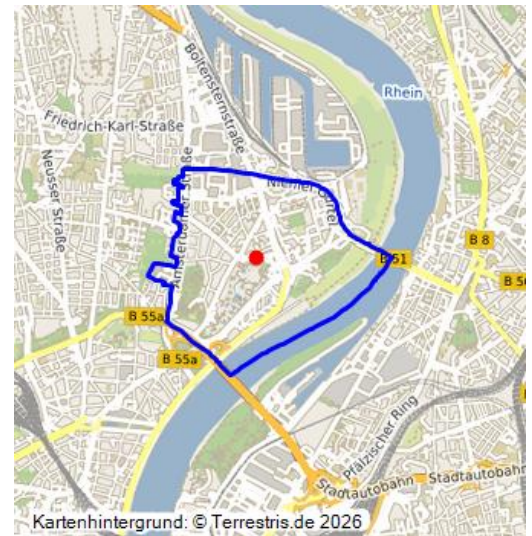 Boltensternstraße
Rhein
Friedrich-Karl-Straße
Neusser Straße
Niehler Gürtel
Amsterdamer Straße
B 8
B 51
B 55a
B 55a
Pfälzischer Ring
Stadtautobahn
Stadtautobahn
Kartenhintergrund: © Terrestris.de 2026